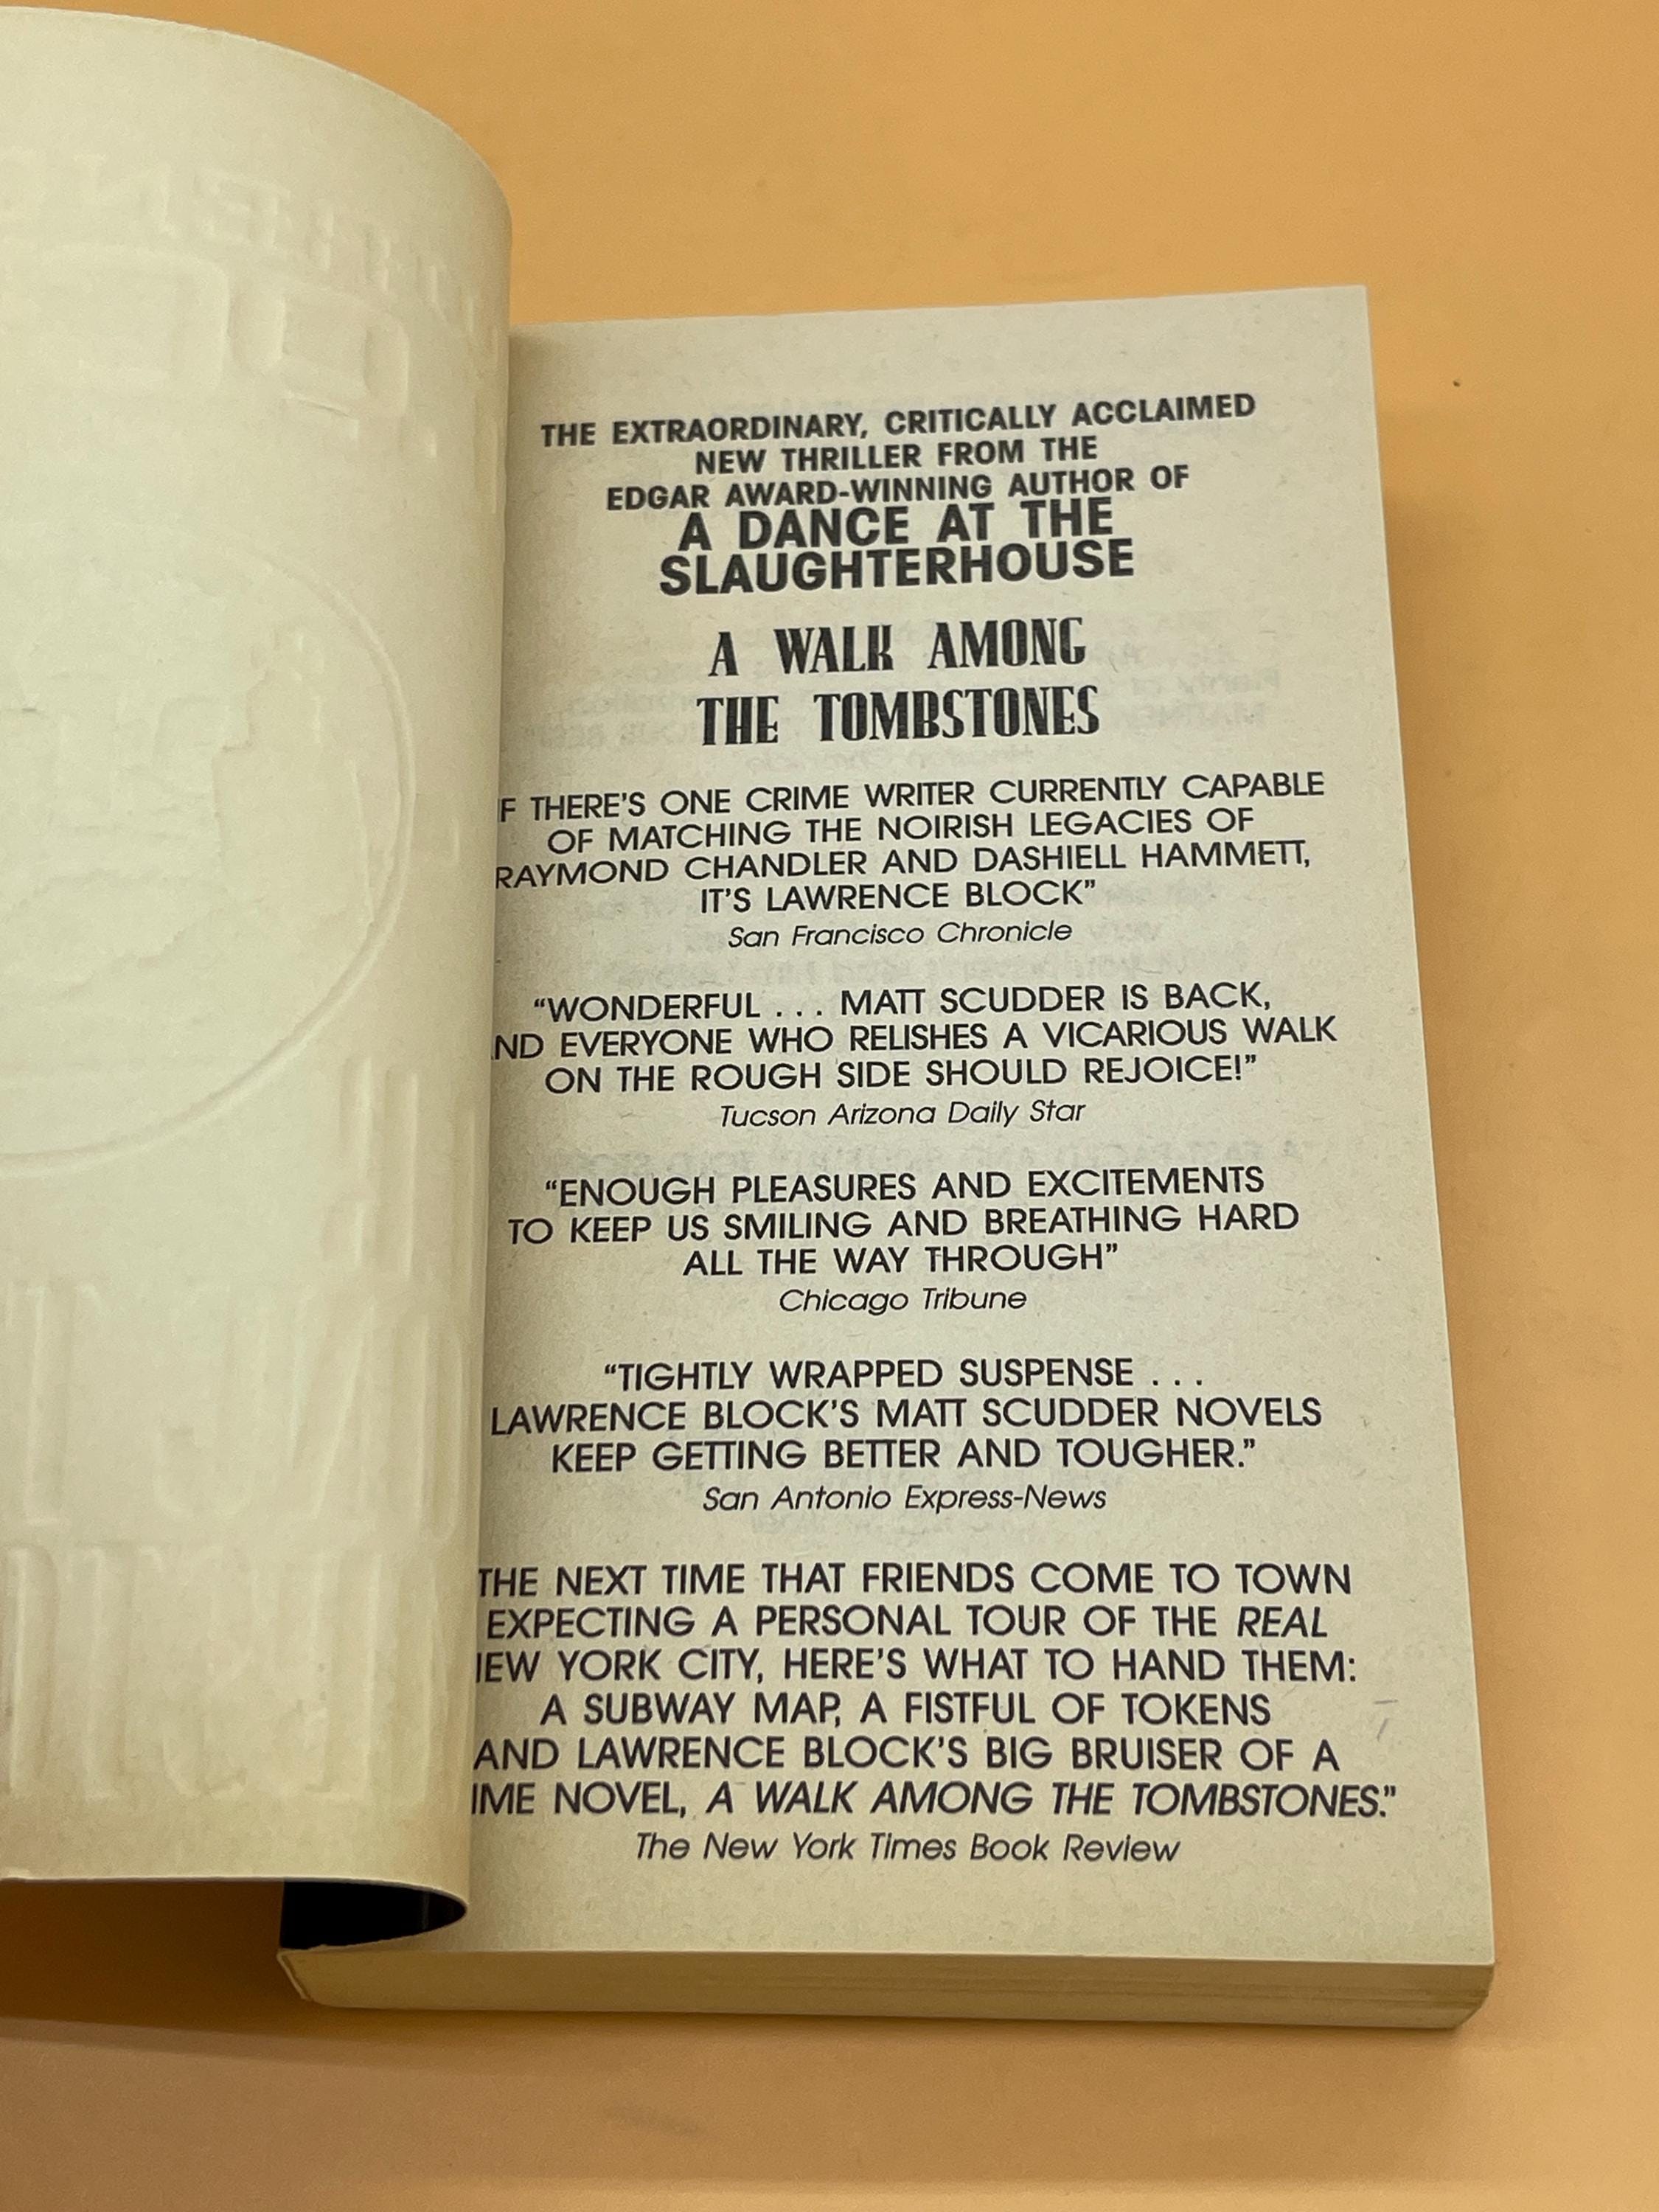 THE EXTRAORDINARY, CRITICALLY ACCLAIMED
NEW THRILLER FROM THE
EDGAR AWARD-WINNING AUTHOR OF
A DANCE AT THE
SLAUGHTERHOUSE
A WALK AMONG
THE TOMBSTONES
F THERE'S ONE CRIME WRITER CURRENTLY CAPABLE
OF MATCHING THE NOIRISH LEGACIES OF
RAYMOND CHANDLER AND DASHIELL HAMMETT,
IT'S LAWRENCE BLOCK”
San Francisco Chronicle
“WONDERFUL . . . MATT SCUDDER IS BACK,
ND EVERYONE WHO RELISHES A VICARIOUS WALK
ON THE ROUGH SIDE SHOULD REJOICE!”
Tucson Arizona Daily Star
“ENOUGH PLEASURES AND EXCITEMENTS
TO KEEP US SMILING AND BREATHING HARD
ALL THE WAY THROUGH”
Chicago Tribune
“TIGHTLY WRAPPED SUSPENSE . . .
LAWRENCE BLOCK'S MATT SCUDDER NOVELS
KEEP GETTING BETTER AND TOUGHER.”
San Antonio Express-News
THE NEXT TIME THAT FRIENDS COME TO TOWN
EXPECTING A PERSONAL TOUR OF THE REAL
EW YORK CITY, HERE'S WHAT TO HAND THEM:
A SUBWAY MAP, A FISTFUL OF TOKENS
AND LAWRENCE BLOCK'S BIG BRUISER OF A
IME NOVEL, A WALK AMONG THE TOMBSTONES.”
The New York Times Book Review